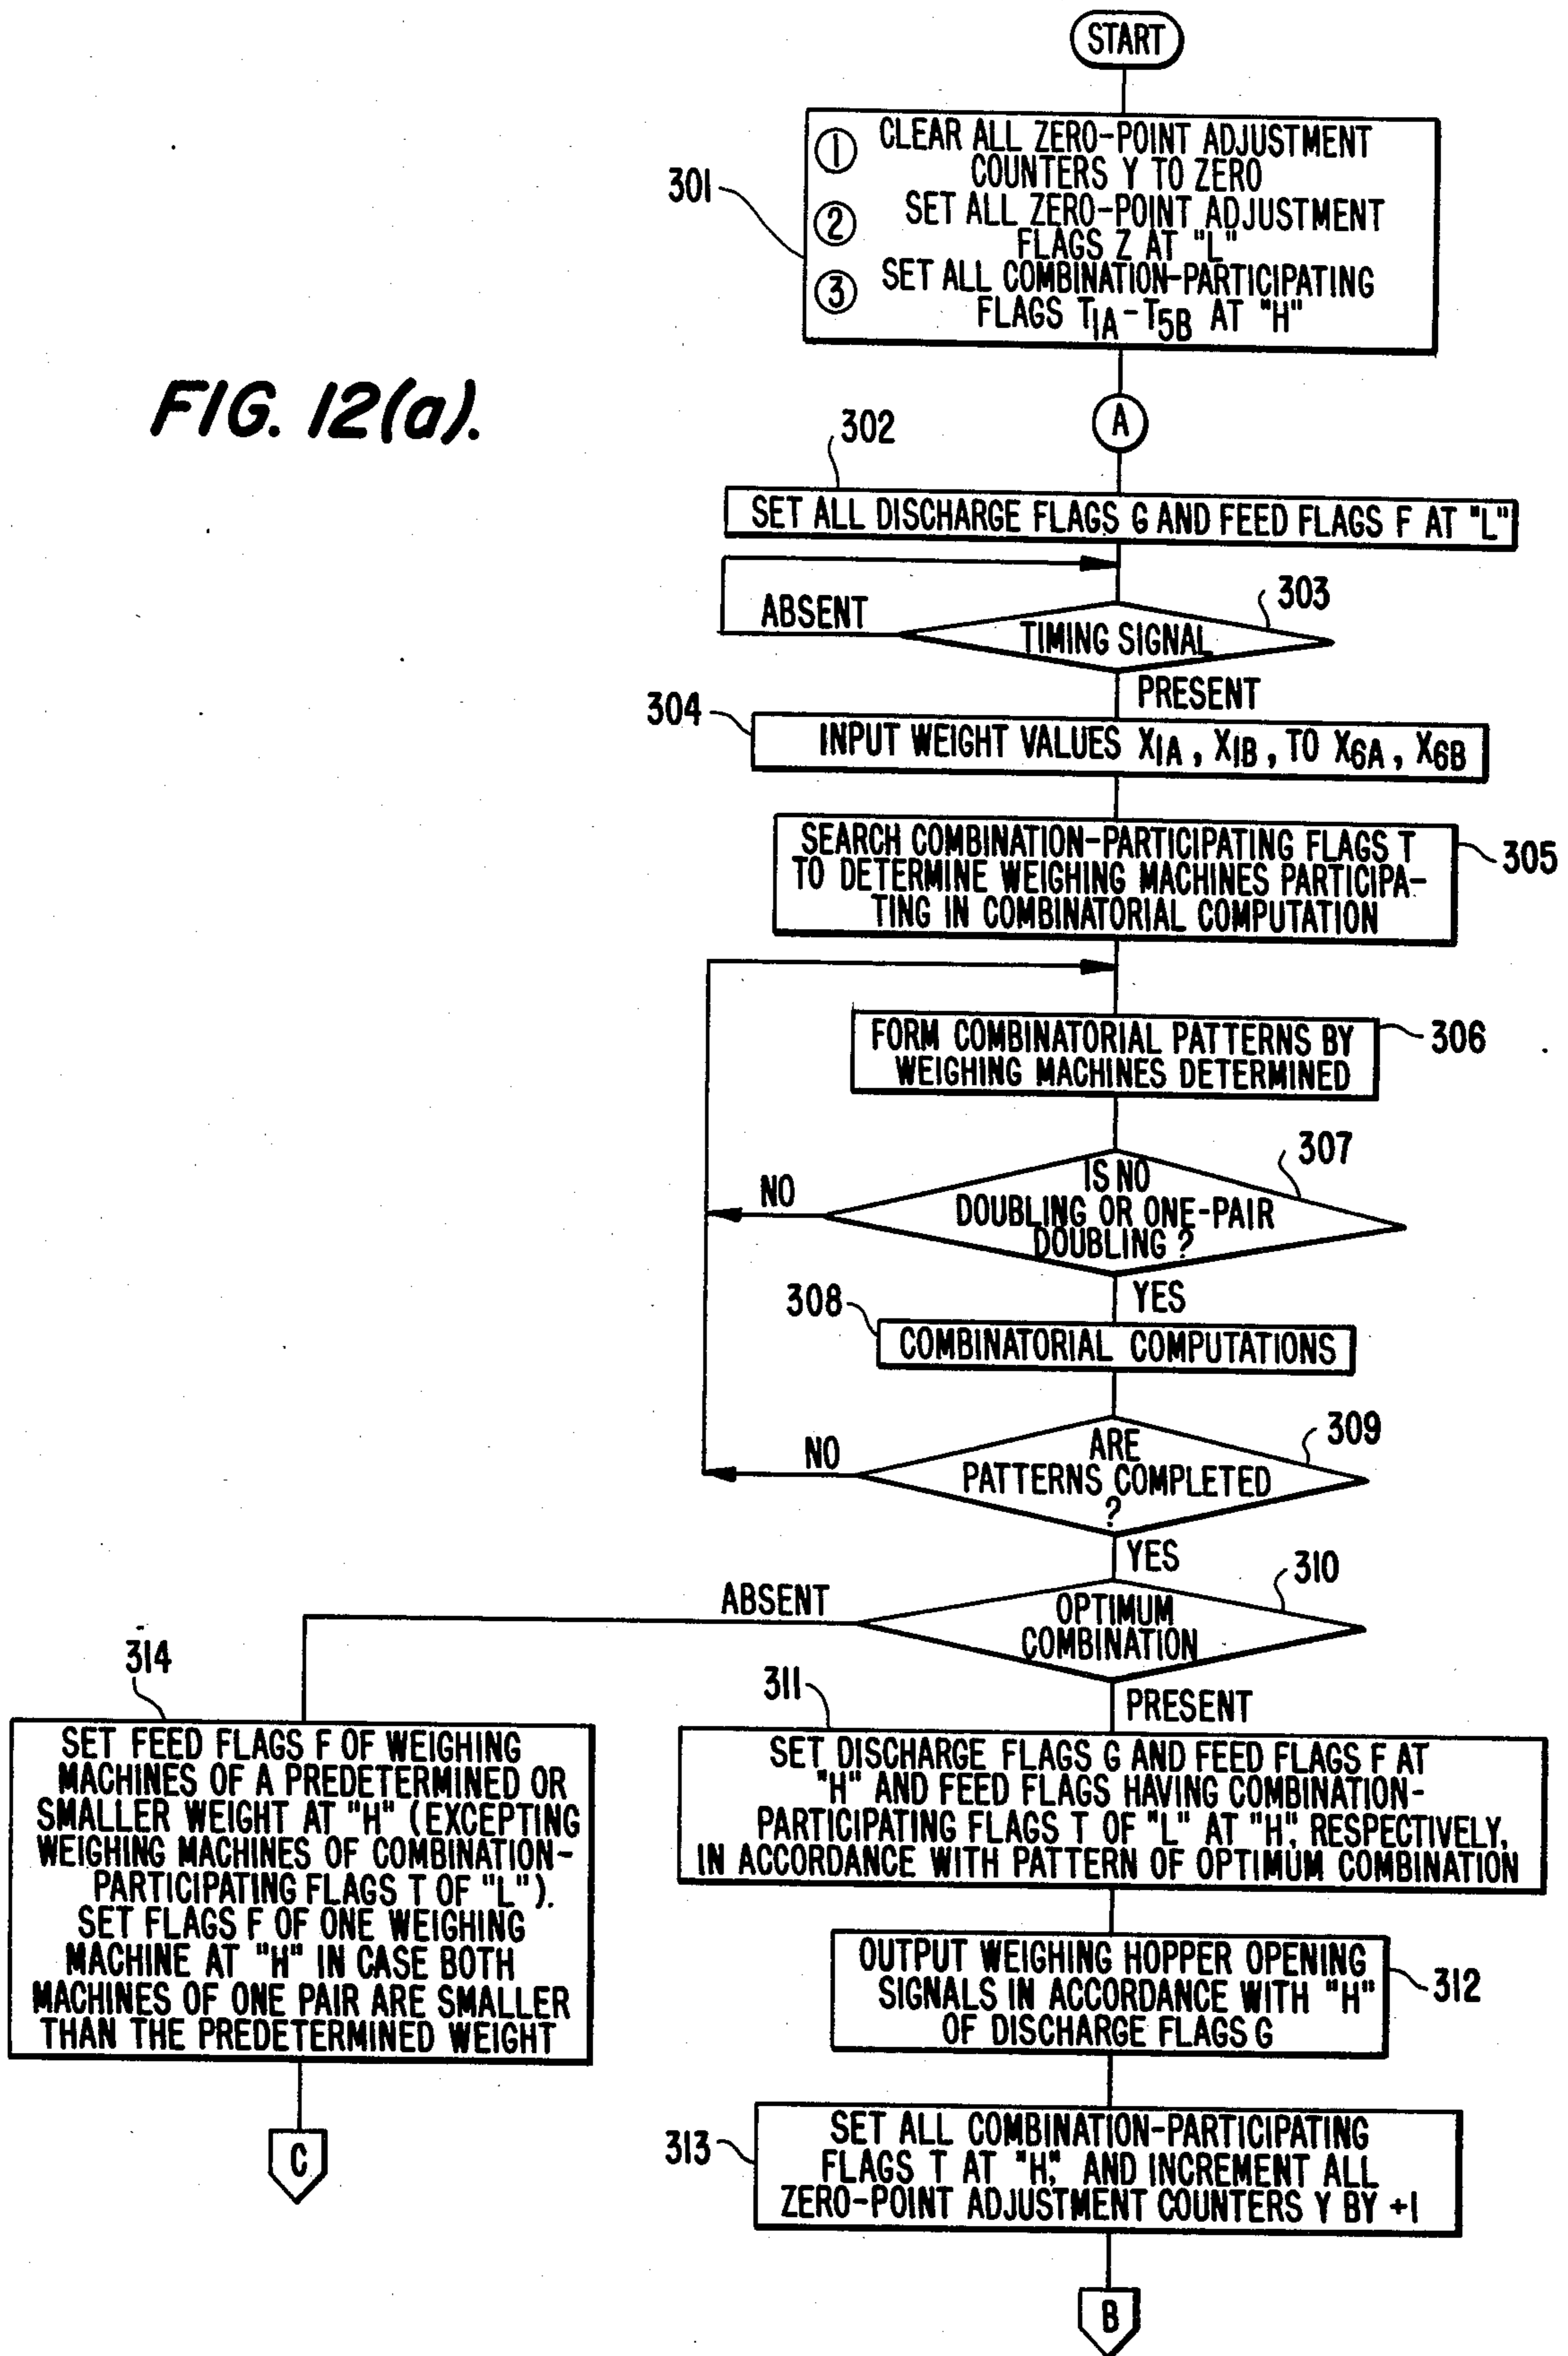 START
301
① CLEAR ALL ZERO-POINT ADJUSTMENT
COUNTERS Y TO ZERO
② SET ALL ZERO-POINT ADJUSTMENT
FLAGS Z AT "L"
③ SET ALL COMBINATION-PARTICIPATING
FLAGS T1A-T5B AT "H"
FIG. 12(a).
A
302
SET ALL DISCHARGE FLAGS G AND FEED FLAGS F AT "L"
303
ABSENT
TIMING SIGNAL
PRESENT
304
INPUT WEIGHT VALUES X1A, X1B, TO X6A, X6B
305
SEARCH COMBINATION-PARTICIPATING FLAGS T
TO DETERMINE WEIGHING MACHINES PARTICIPA-
TING IN COMBINATORIAL COMPUTATION
306
FORM COMBINATORIAL PATTERNS BY
WEIGHING MACHINES DETERMINED
307
NO
IS NO
DOUBLING OR ONE-PAIR
DOUBLING ?
YES
308
COMBINATORIAL COMPUTATIONS
309
NO
ARE
PATTERNS COMPLETED
?
YES
310
ABSENT
OPTIMUM
COMBINATION
PRESENT
314
SET FEED FLAGS F OF WEIGHING
MACHINES OF A PREDETERMINED OR
SMALLER WEIGHT AT "H" (EXCEPTING
WEIGHING MACHINES OF COMBINATION-
PARTICIPATING FLAGS T OF "L").
SET FLAGS F OF ONE WEIGHING
MACHINE AT "H" IN CASE BOTH
MACHINES OF ONE PAIR ARE SMALLER
THAN THE PREDETERMINED WEIGHT
C
311
SET DISCHARGE FLAGS G AND FEED FLAGS F AT
"H" AND FEED FLAGS HAVING COMBINATION-
PARTICIPATING FLAGS T OF "L" AT "H", RESPECTIVELY,
IN ACCORDANCE WITH PATTERN OF OPTIMUM COMBINATION
312
OUTPUT WEIGHING HOPPER OPENING
SIGNALS IN ACCORDANCE WITH "H"
OF DISCHARGE FLAGS G
313
SET ALL COMBINATION-PARTICIPATING
FLAGS T AT "H", AND INCREMENT ALL
ZERO-POINT ADJUSTMENT COUNTERS Y BY +1
B